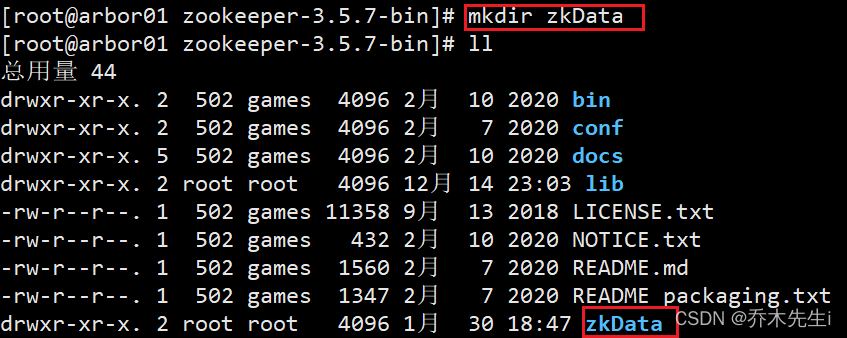 [root@arbor01 zookeeper-3.5.7-bin]# mkdir zkData
[root@arbor01 zookeeper-3.5.7-bin]# ll
总用量 44
drwxr-xr-x. 2  502 games  4096 2月  10 2020 bin
drwxr-xr-x. 2  502 games  4096 2月   7 2020 conf
drwxr-xr-x. 5  502 games  4096 2月  10 2020 docs
drwxr-xr-x. 2 root root   4096 12月 14 23:03 lib
-rw-r--r--. 1  502 games 11358 9月  13 2018 LICENSE.txt
-rw-r--r--. 1  502 games   432 2月  10 2020 NOTICE.txt
-rw-r--r--. 1  502 games  1560 2月   7 2020 README.md
-rw-r--r--. 1  502 games  1347 2月   7 2020 README_packaging.txt
drwxr-xr-x. 2 root root   4096 1月  30 18:47 zkData
CSDN @乔木先生i